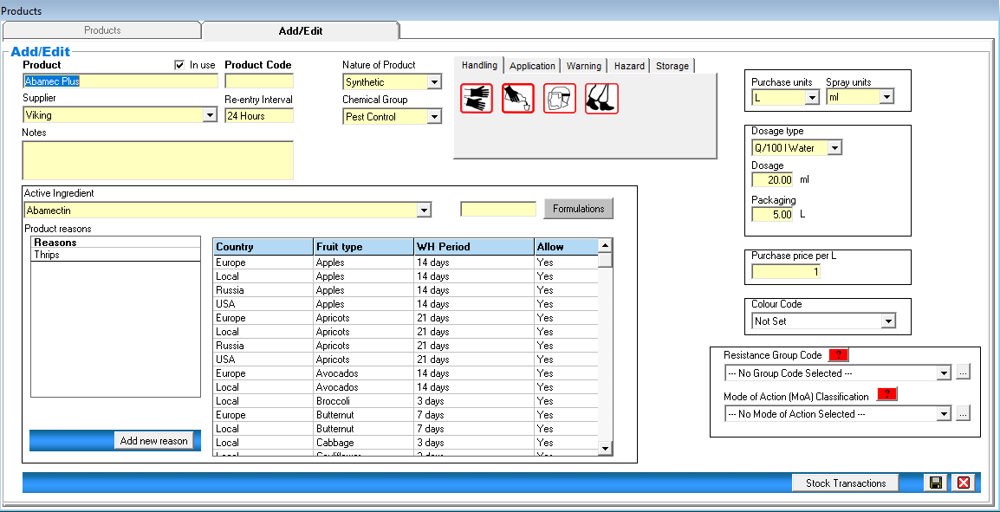 Products
Products
Add/Edit
Add/Edit
Product
In use
Product Code
Abamec Plus
Supplier
Re-entry Interval
Viking
24 Hours
Notes
Nature of Product
Synthetic
Chemical Group
Pest Control
Handling Application Warning Hazard Storage
Purchase units Spray units
L ml
Dosage type
Q/100 l Water
Dosage
20.00 ml
Packaging
5.00 L
Purchase price per L
1
Colour Code
Not Set
Resistance Group Code ?
--- No Group Code Selected --- ...
Mode of Action (MoA) Classification ?
--- No Mode of Action Selected --- ...
Active Ingredient
Abamectin
Formulations
Product reasons
Reasons
Thrips
Add new reason
Country Fruit type WH Period Allow
Europe Apples 14 days Yes
Local Apples 14 days Yes
Russia Apples 14 days Yes
USA Apples 14 days Yes
Europe Apricots 21 days Yes
Local Apricots 21 days Yes
Russia Apricots 21 days Yes
USA Apricots 21 days Yes
Europe Avocados 14 days Yes
Local Avocados 14 days Yes
Local Broccoli 3 days Yes
Europe Butternut 7 days Yes
Local Butternut 7 days Yes
Local Cabbage 3 days Yes
Local Cauliflower 3 days Yes
Stock Transactions